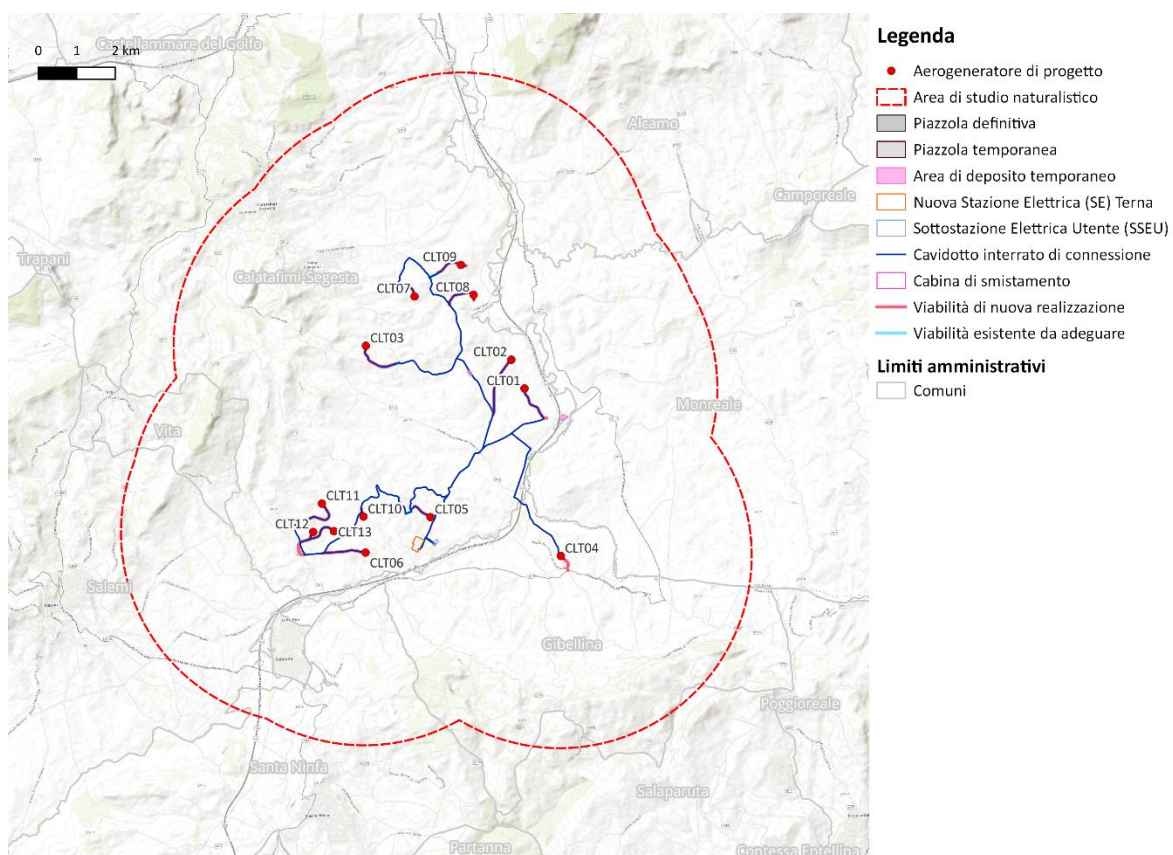 0 1 2 km
Castellammare del Golfo
Alcamo
Camporeale
Trapani
Calatafimi-Segesta
CLT09
CLT07
CLT08
CLT03
CLT02
CLT01
Monreale
Vita
CLT11
CLT10
CLT05
CLT12
CLT13
CLT06
CLT04
Salemi
Gibellina
Poggioreale
Santa Ninfa
Salaparuta
Partanna
Contessa Entellina
Legenda
Aerogeneratore di progetto
Area di studio naturalistico
Piazzola definitiva
Piazzola temporanea
Area di deposito temporaneo
Nuova Stazione Elettrica (SE) Terna
Sottostazione Elettrica Utente (SSEU)
Cavidotto interrato di connessione
Cabina di smistamento
Viabilità di nuova realizzazione
Viabilità esistente da adeguare
Limiti amministrativi
Comuni